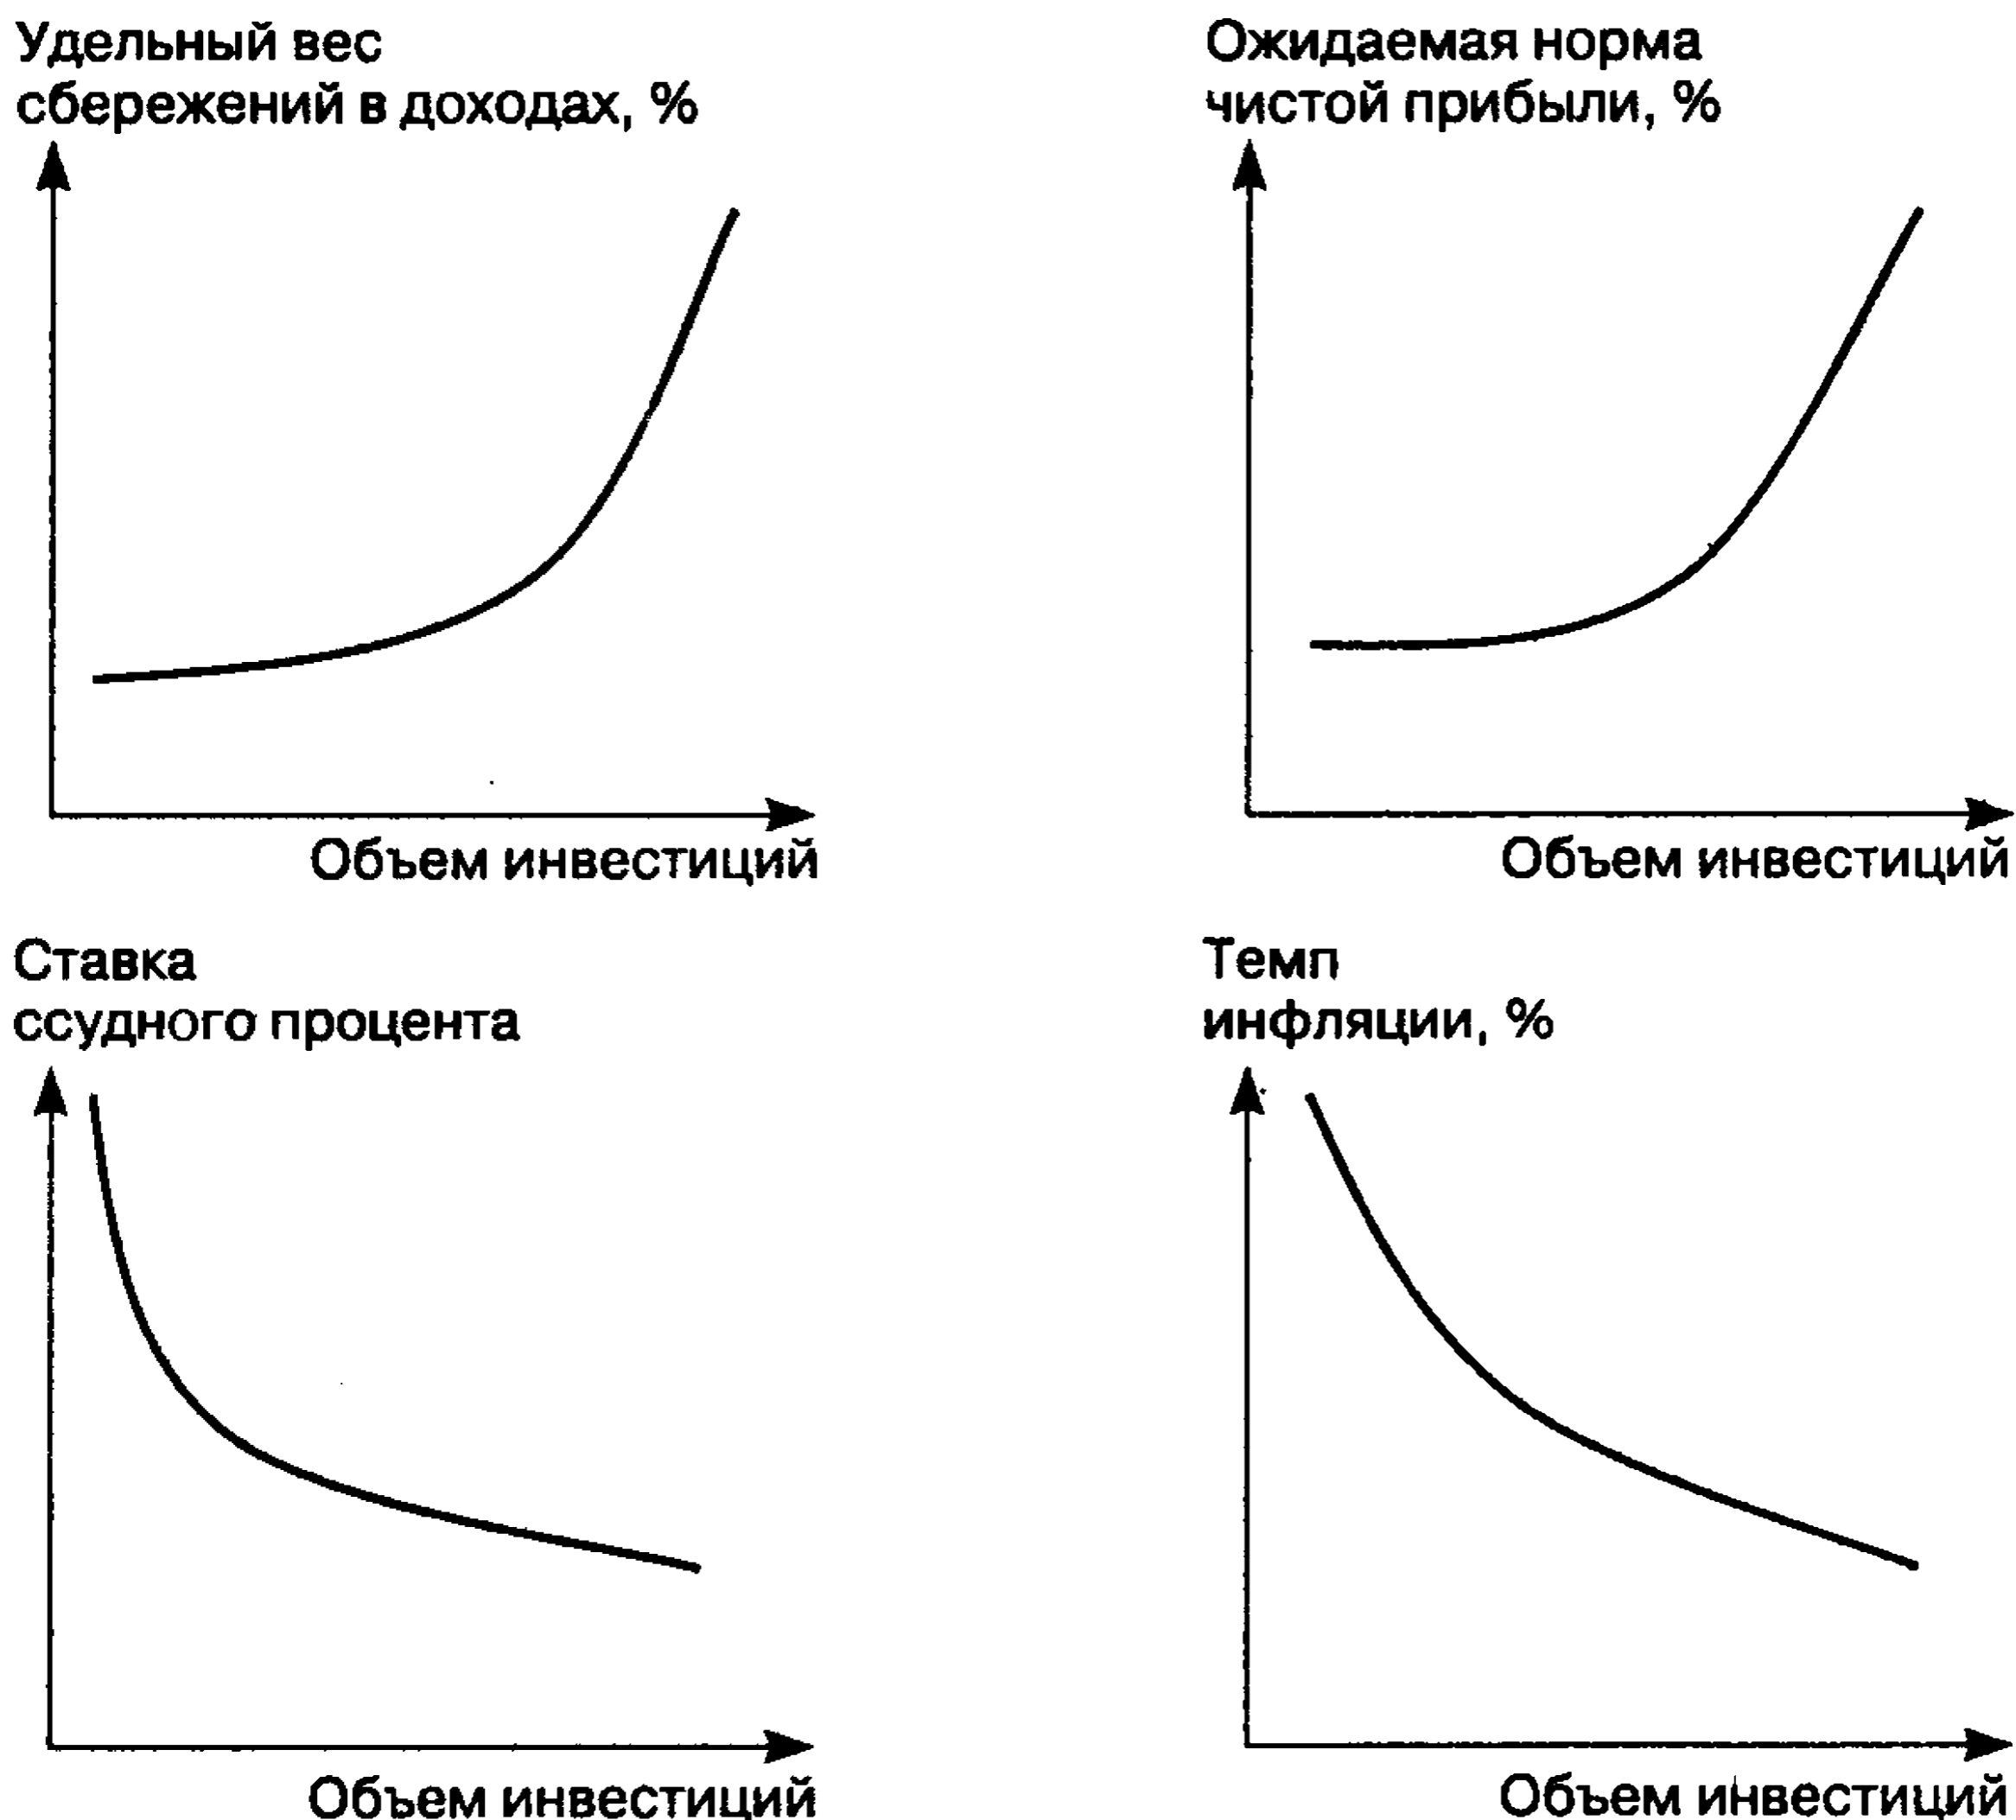 Удельный вес
сбережений в доходах, %
Объем инвестиций
Ожидаемая норма
чистой прибыли, %
Объем инвестиций
Ставка
ссудного процента
Объем инвестиций
Темп
инфляции, %
Объем инвестиций